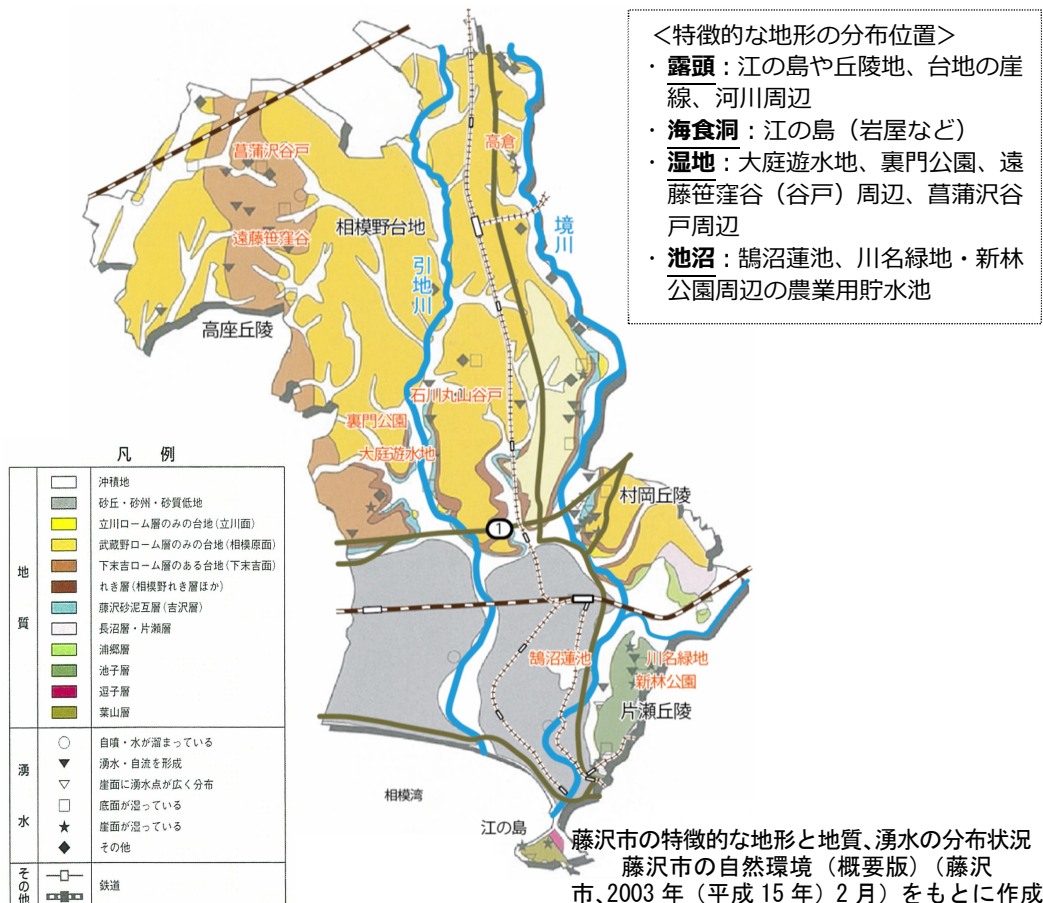 <特徴的な地形の分布位置>
・露頭：江の島や丘陵地、台地の崖
線、河川周辺
・海食洞：江の島（岩屋など）
・湿地：大庭遊水地、裏門公園、遠
藤笹窪谷（谷戸）周辺、菖蒲沢谷
戸周辺
・池沼：鵠沼蓮池、川名緑地・新林
公園周辺の農業用貯水池
菖蒲沢谷戸
高倉
遠藤笹窪谷
相模野台地
境川
引地川
高座丘陵
石川丸山谷戸
裏門公園
大庭遊水地
村岡丘陵
1
鵠沼蓮池
川名緑地
新林公園
片瀬丘陵
相模湾
江の島
凡 例
地質
沖積地
砂丘・砂州・砂質低地
立川ローム層のみの台地(立川面)
武蔵野ローム層のみの台地(相模原面)
下末吉ローム層のある台地(下末吉面)
れき層(相模野れき層ほか)
藤沢砂泥互層(吉沢層)
長沼層・片瀬層
浦郷層
池子層
逗子層
葉山層
湧水
自噴・水が溜まっている
湧水・自流を形成
崖面に湧水点が広く分布
底面が湿っている
崖面が湿っている
その他
その他
鉄道
藤沢市の特徴的な地形と地質、湧水の分布状況
藤沢市の自然環境（概要版）（藤沢
市、2003 年（平成 15 年）2 月）をもとに作成